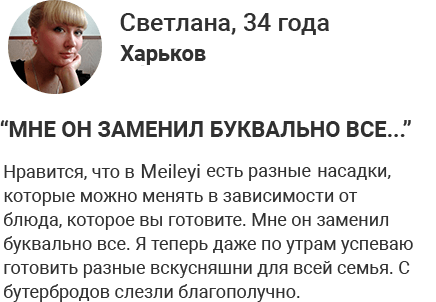 Светлана, 34 года
Харьков
“МНЕ ОН ЗАМЕНИЛ БУКВАЛЬНО ВСЕ...”
Нравится, что в Meileyi есть разные насадки,
которые можно менять в зависимости от
блюда, которое вы готовите. Мне он заменил
буквально все. Я теперь даже по утрам успеваю
готовить разные вкусняшни для всей семья. С
бутербродов слезли благополучно.